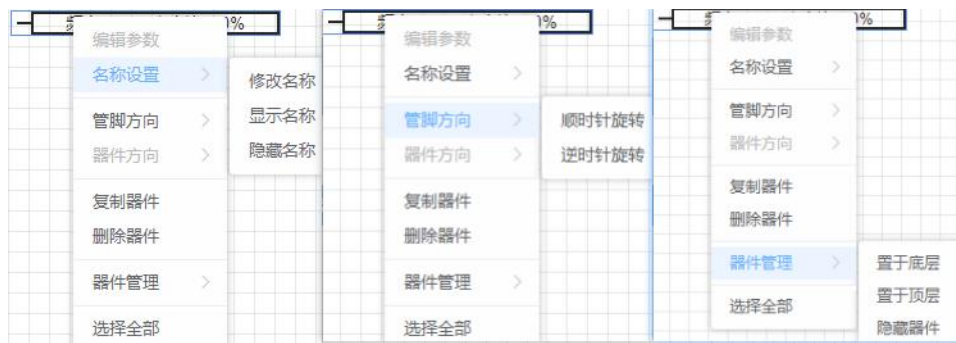 0%
编辑参数
名称设置
修改名称
显示名称
隐藏名称
管脚方向
器件方向
复制器件
删除器件
器件管理
选择全部
0%
编辑参数
名称设置
管脚方向
顺时针旋转
逆时针旋转
器件方向
复制器件
删除器件
器件管理
选择全部
0%
编辑参数
名称设置
管脚方向
器件方向
复制器件
删除器件
器件管理
置于底层
置于顶层
隐藏器件
选择全部